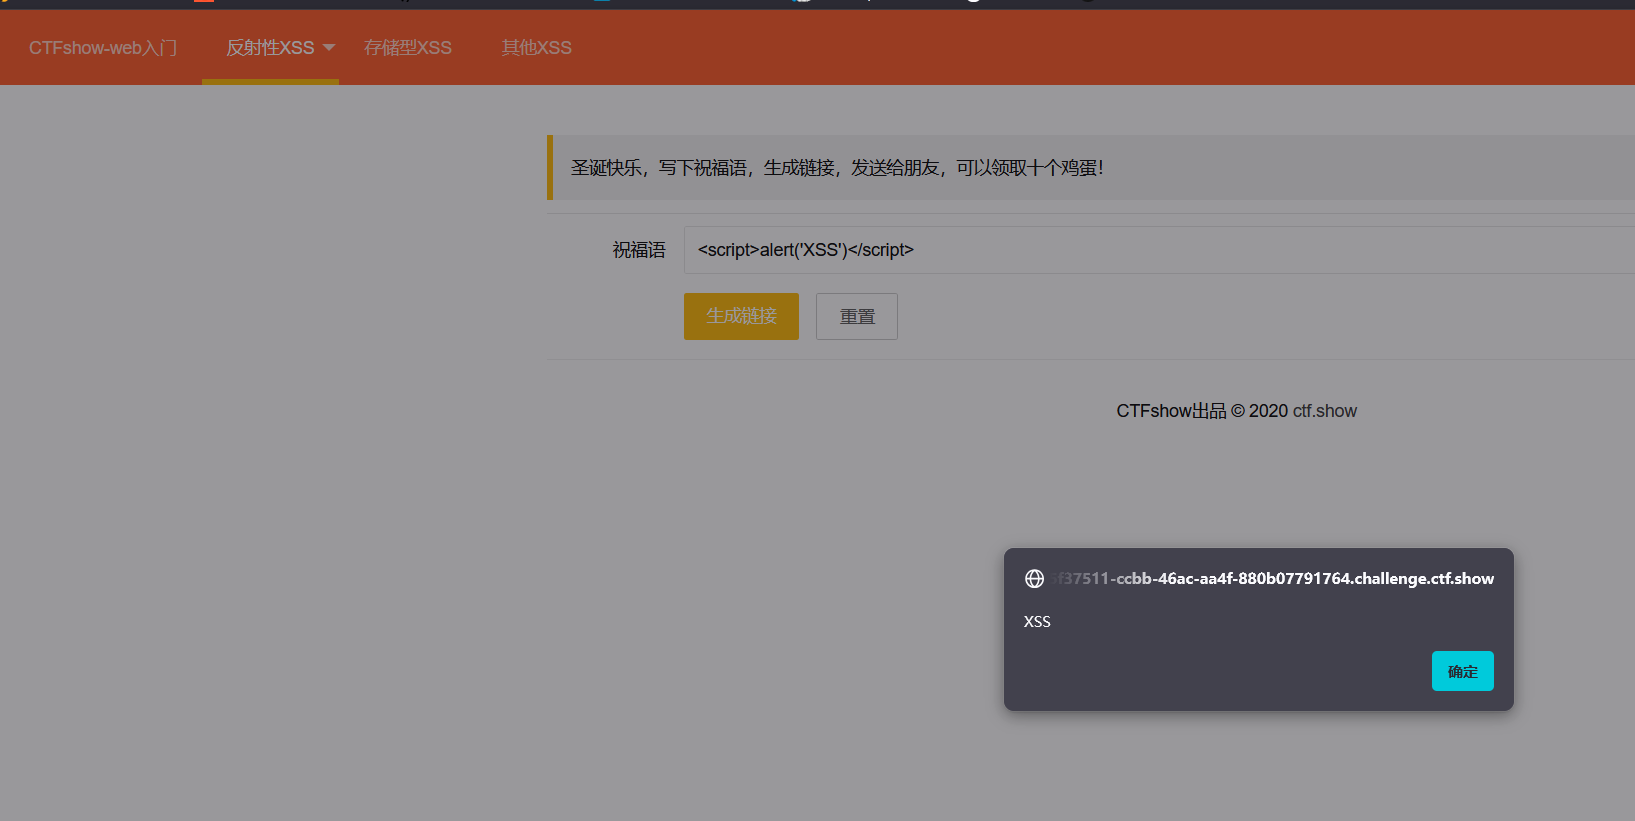 CTFshow-web入门 反射性XSS 存储型XSS 其他XSS
圣诞快乐，写下祝福语，生成链接，发送给朋友，可以领取十个鸡蛋！
祝福语 <script>alert('XSS')</script>
生成链接 重置
CTFshow出品 © 2020 ctf.show
5f37511-ccbb-46ac-aa4f-880b07791764.challenge.ctf.show
XSS
确定